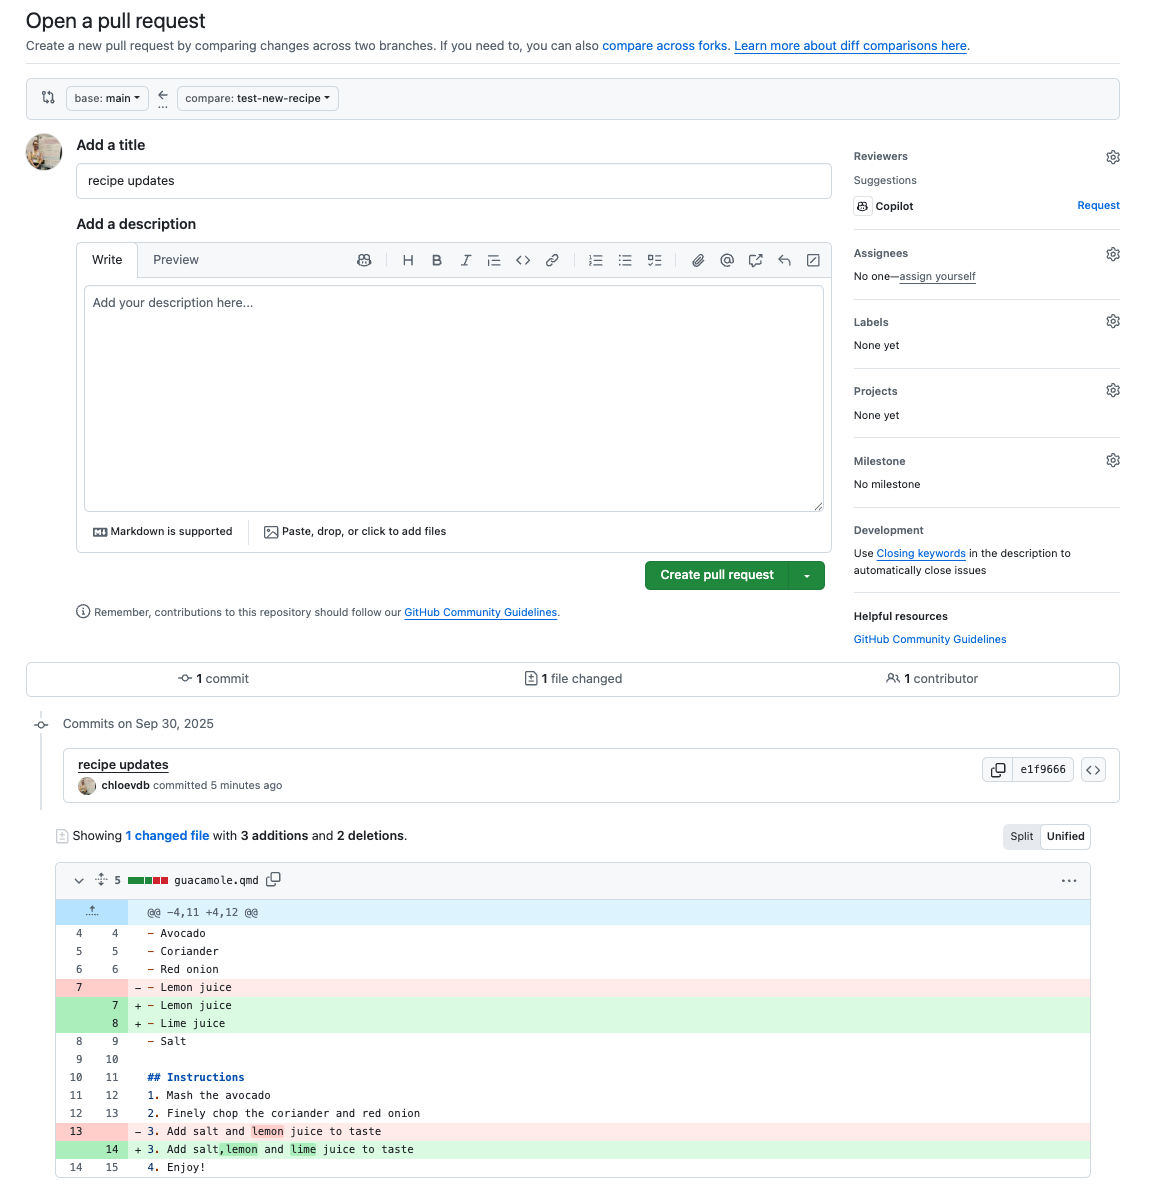 Open a pull request
Create a new pull request by comparing changes across two branches. If you need to, you can also compare across forks. Learn more about diff comparisons here.
base: main
...
compare: test-new-recipe
Add a title
recipe updates
Add a description
Write
Preview
Add your description here...
Markdown is supported
Paste, drop, or click to add files
Create pull request
Remember, contributions to this repository should follow our GitHub Community Guidelines.
Reviewers
Suggestions
Copilot
Request
Assignees
No one—assign yourself
Labels
None yet
Projects
None yet
Milestone
No milestone
Development
Use Closing keywords in the description to
automatically close issues
Helpful resources
GitHub Community Guidelines
1 commit
1 file changed
1 contributor
Commits on Sep 30, 2025
recipe updates
chloevdb committed 5 minutes ago
e1f9666
Showing 1 changed file with 3 additions and 2 deletions.
Split
Unified
5 guacamole.qmd
@@ -4,11 +4,12 @@
4 4 - Avocado
5 5 - Coriander
6 6 - Red onion
7 - - Lemon juice
7 + - Lemon juice
8 + - Lime juice
8 9 - Salt
9 10
10 11 ## Instructions
11 12 1. Mash the avocado
12 13 2. Finely chop the coriander and red onion
13 - 3. Add salt and lemon juice to taste
14 + 3. Add salt,lemon and lime juice to taste
14 15 4. Enjoy!